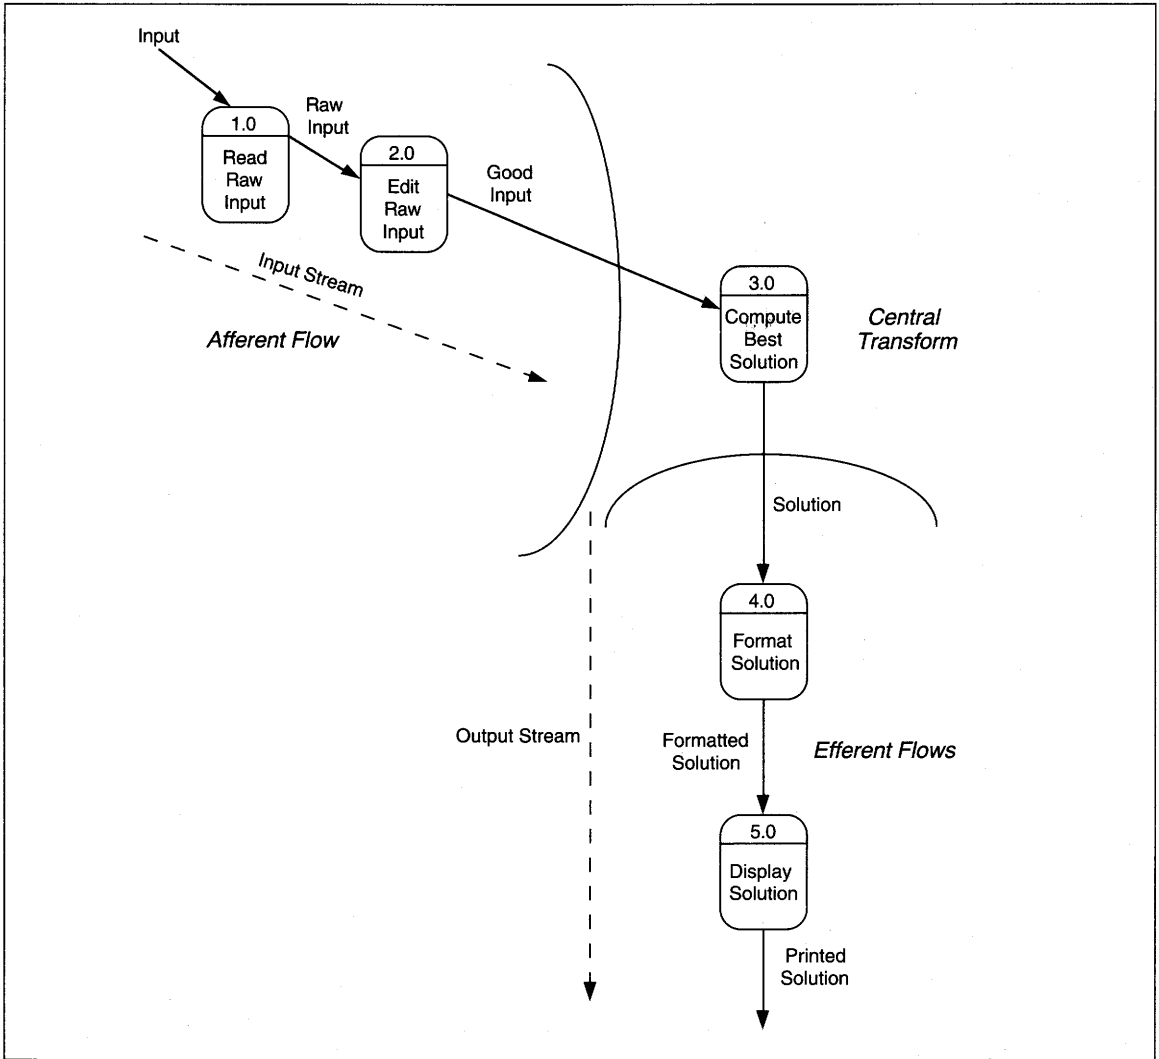 Input
1.0
Read
Raw
Input
Raw
Input
2.0
Edit
Raw
Input
Good
Input
Input Stream
Afferent Flow
3.0
Compute
Best
Solution
Central
Transform
Solution
4.0
Format
Solution
Output Stream
Formatted
Solution
Efferent Flows
5.0
Display
Solution
Printed
Solution